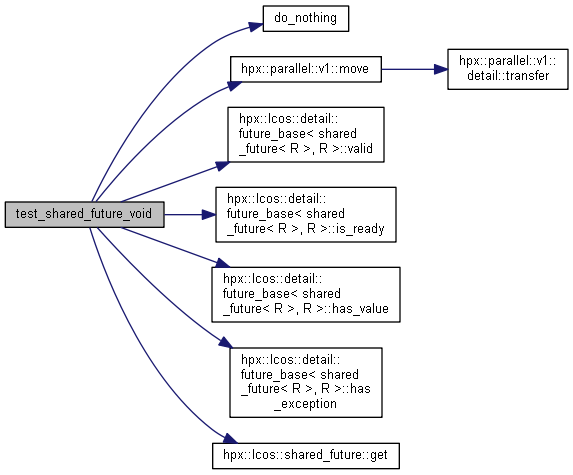 do_nothing
hpx::parallel::v1::move
hpx::parallel::v1::
detail::transfer
hpx::lcos::detail::
future_base< shared
_future< R >, R >::valid
test_shared_future_void
hpx::lcos::detail::
future_base< shared
_future< R >, R >::is_ready
hpx::lcos::detail::
future_base< shared
_future< R >, R >::has_value
hpx::lcos::detail::
future_base< shared
_future< R >, R >::has
_exception
hpx::lcos::shared_future::get